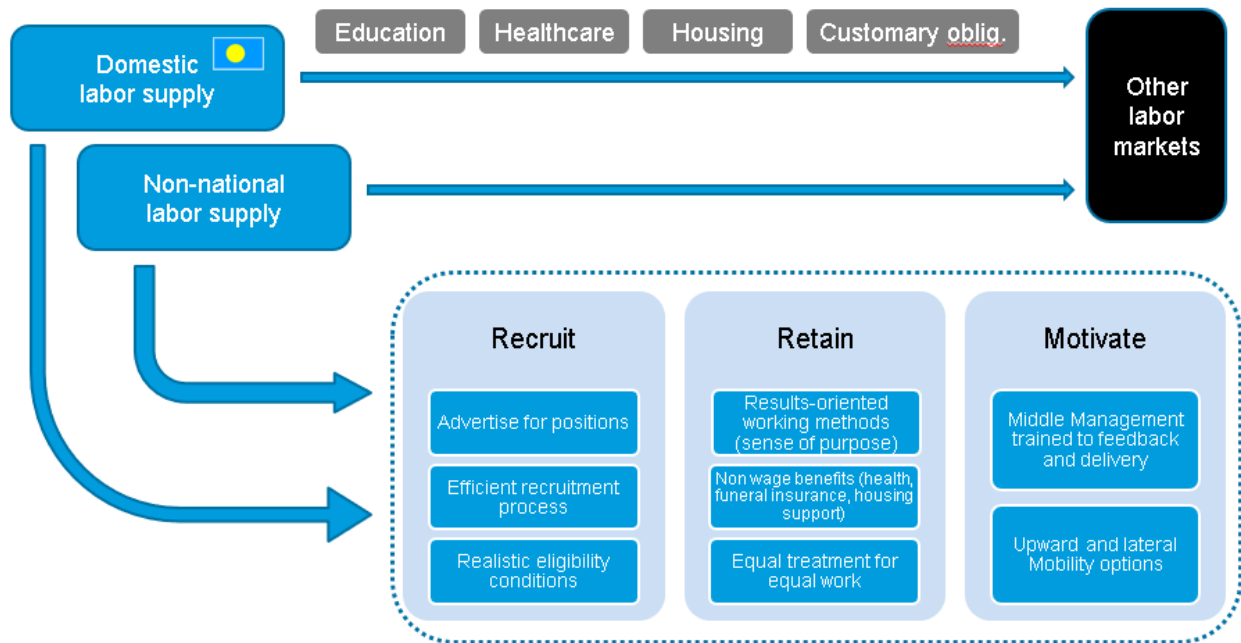 Education
Healthcare
Housing
Customary oblig.
Domestic
labor supply
Other
labor
markets
Non-national
labor supply
Recruit
Advertise for positions
Efficient recruitment
process
Realistic eligibility
conditions
Retain
Results-oriented
working methods
(sense of purpose)
Non wage benefits (health,
funeral insurance, housing
support)
Equal treatment for
equal work
Motivate
Middle Management
trained to feedback
and delivery
Upward and lateral
Mobility options